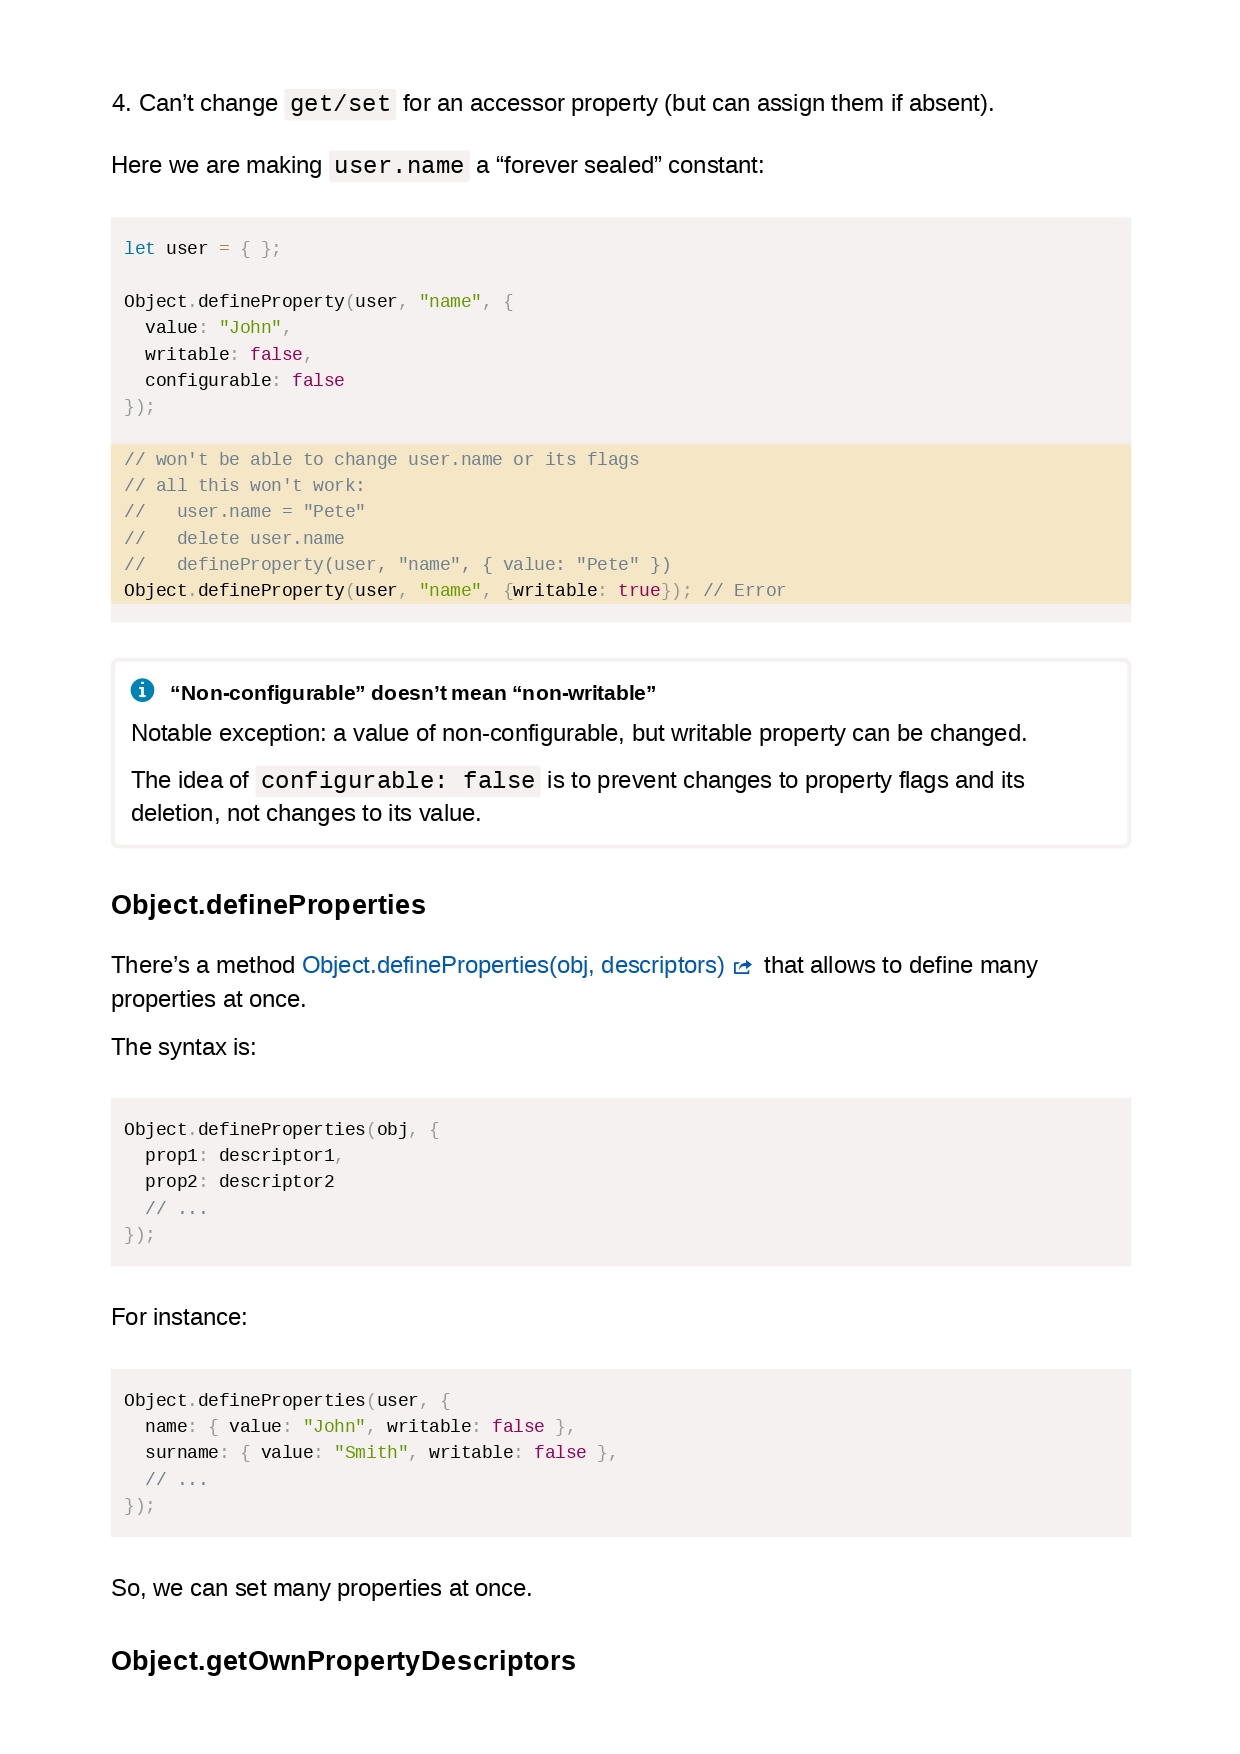 4. Can’t change get/set for an accessor property (but can assign them if absent).
Here we are making user.name a “forever sealed” constant:
let user = { };
Object.defineProperty(user, "name", {
  value: "John",
  writable: false,
  configurable: false
});
// won't be able to change user.name or its flags
// all this won't work:
//   user.name = "Pete"
//   delete user.name
//   defineProperty(user, "name", { value: "Pete" })
Object.defineProperty(user, "name", {writable: true}); // Error
“Non-configurable” doesn’t mean “non-writable”
Notable exception: a value of non-configurable, but writable property can be changed.
The idea of configurable: false is to prevent changes to property flags and its
deletion, not changes to its value.
Object.defineProperties
There’s a method Object.defineProperties(obj, descriptors) that allows to define many
properties at once.
The syntax is:
Object.defineProperties(obj, {
  prop1: descriptor1,
  prop2: descriptor2
  // ...
});
For instance:
Object.defineProperties(user, {
  name: { value: "John", writable: false },
  surname: { value: "Smith", writable: false },
  // ...
});
So, we can set many properties at once.
Object.getOwnPropertyDescriptors